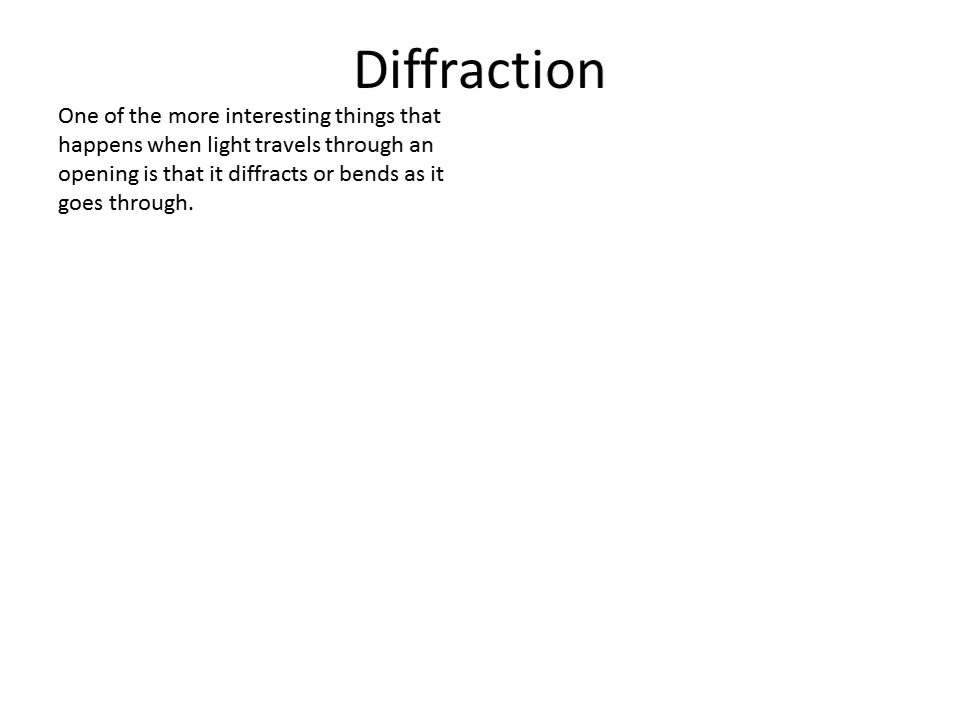 Diffraction
One of the more interesting things that
happens when light travels through an
opening is that it diffracts or bends as it
goes through.